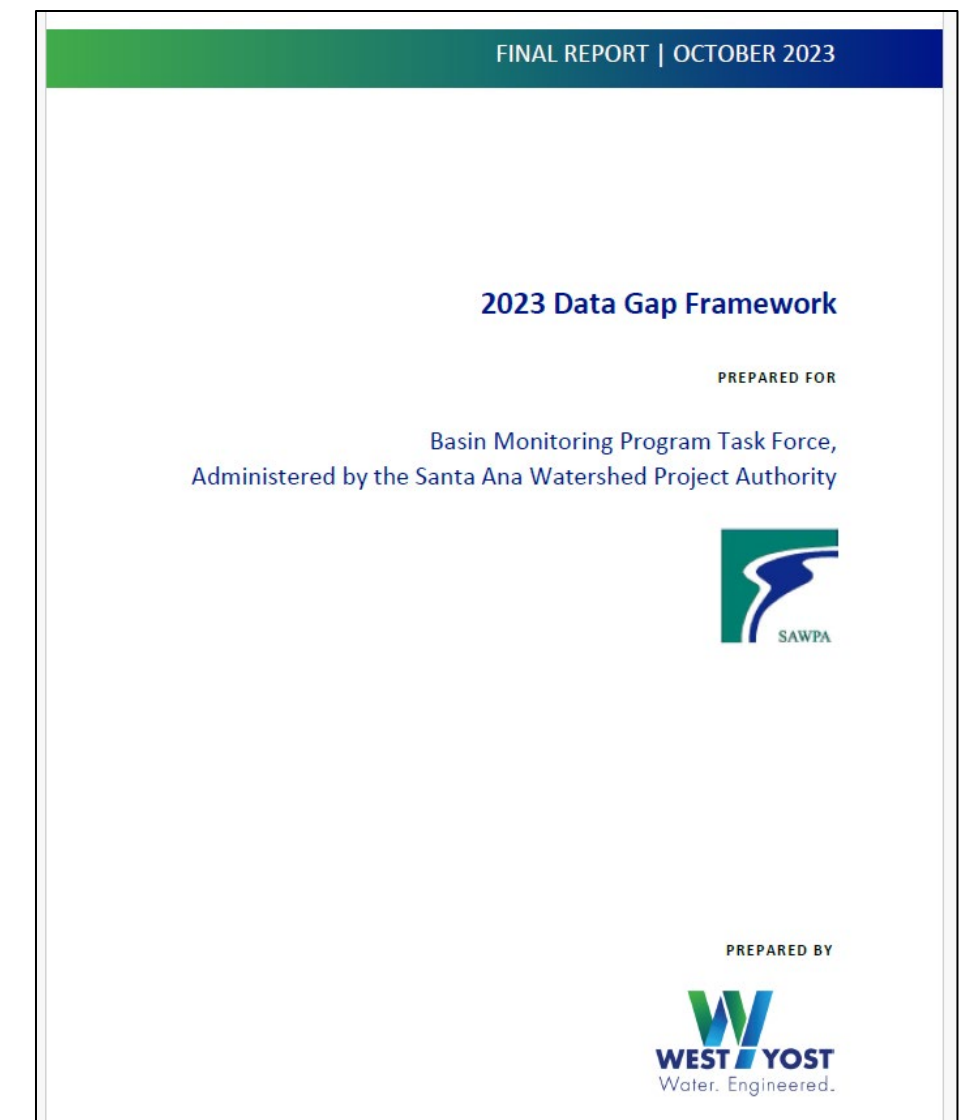 FINAL REPORT | OCTOBER 2023
2023 Data Gap Framework
PREPARED FOR
Basin Monitoring Program Task Force,
Administered by the Santa Ana Watershed Project Authority
SAWPA
PREPARED BY
WEST YOST
Water. Engineered.